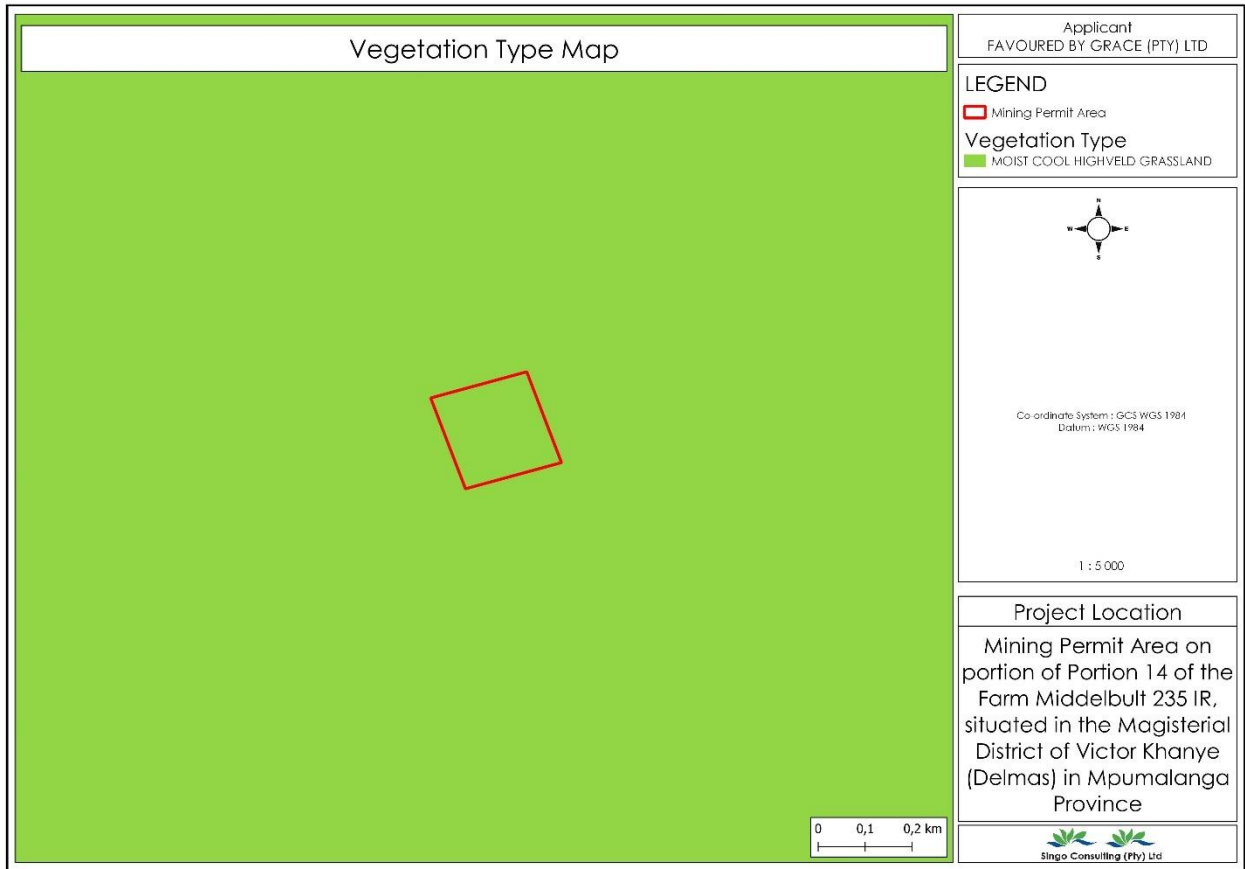 Vegetation Type Map
Applicant
FAVOURED BY GRACE (PTY) LTD
LEGEND
Mining Permit Area
Vegetation Type
MOIST COOL HIGHVELD GRASSLAND
N
W E
S
Co-ordinate System : GCS WGS 1984
Datum : WGS 1984
1 : 5 000
Project Location
Mining Permit Area on
portion of Portion 14 of the
Farm Middelbult 235 IR,
situated in the Magisterial
District of Victor Khanye
(Delmas) in Mpumalanga
Province
0 0,1 0,2 km
Singo Consulting (Pty) Ltd